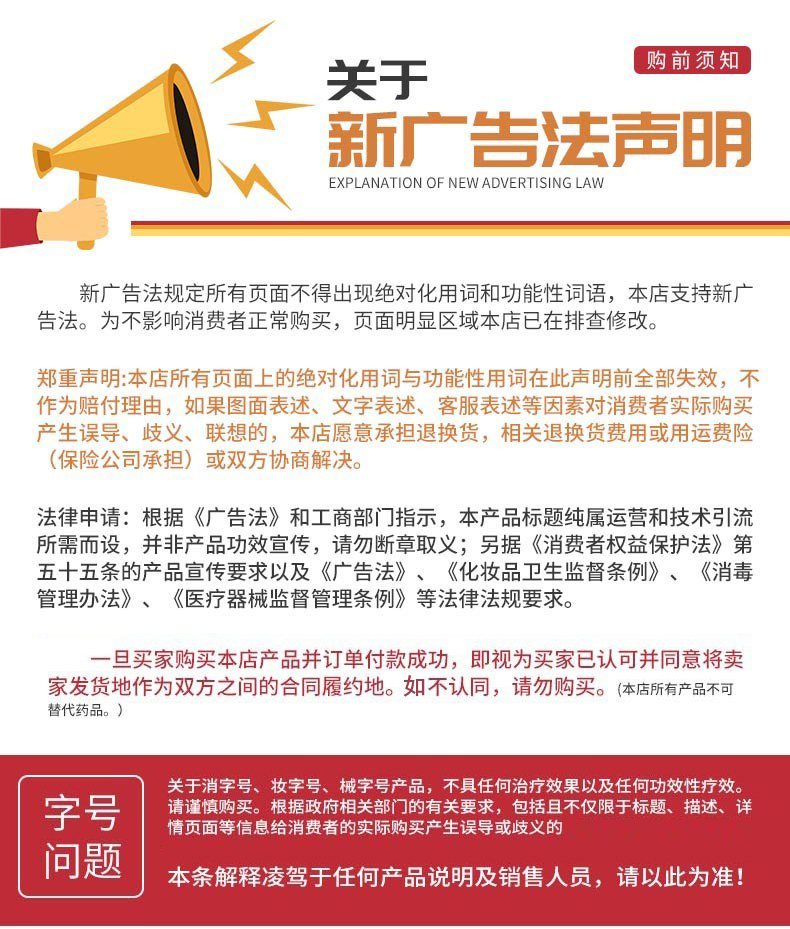 购前须知
关于
新广告法声明
EXPLANATION OF NEW ADVERTISING LAW
新广告法规定所有页面不得出现绝对化用词和功能性词语，本店支持新广
告法。为不影响消费者正常购买，页面明显区域本店已在排查修改。
郑重声明:本店所有页面上的绝对化用词与功能性用词在此声明前全部失效，不
作为赔付理由，如果图面表述、文字表述、客服表述等因素对消费者实际购买
产生误导、歧义、联想的，本店愿意承担退换货，相关退换货费用或用运费险
（保险公司承担）或双方协商解决。
法律申请：根据《广告法》和工商部门指示，本产品标题纯属运营和技术引流
所需而设，并非产品功效宣传，请勿断章取义；另据《消费者权益保护法》第
五十五条的产品宣传要求以及《广告法》、《化妆品卫生监督条例》、《消毒
管理办法》、《医疗器械监督管理条例》等法律法规要求。
一旦买家购买本店产品并订单付款成功，即视为买家已认可并同意将卖
家发货地作为双方之间的合同履约地。如不认同，请勿购买。(本店所有产品不可
替代药品。）
字号
问题
关于消字号、妆字号、械字号产品，不具任何治疗效果以及任何功效性疗效。
请谨慎购买。根据政府相关部门的有关要求，包括且不仅限于标题、描述、详
情页面等信息给消费者的实际购买产生误导或歧义的
本条解释凌驾于任何产品说明及销售人员，请以此为准！